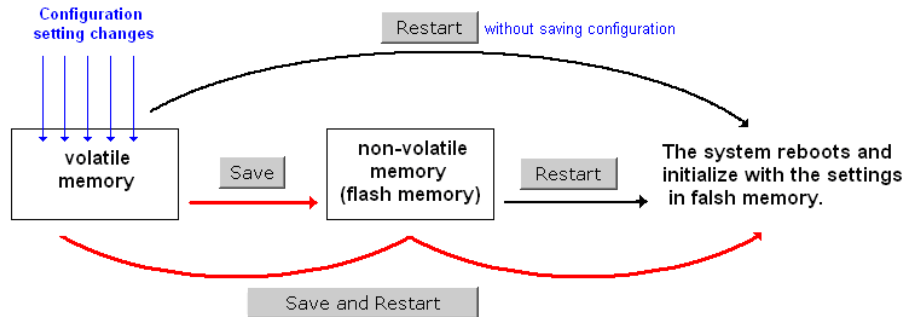 Configuration
setting changes
Restart
without saving configuration
volatile
memory
Save
non-volatile
memory
(flash memory)
Restart
The system reboots and
initialize with the settings
in falsh memory.
Save and Restart